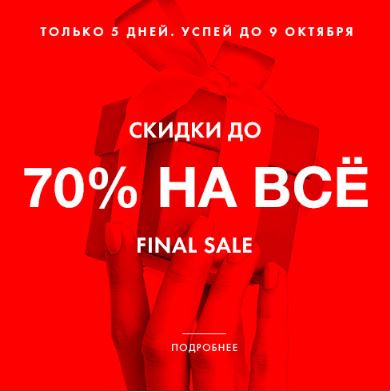 ТОЛЬКО 5 ДНЕЙ. УСПЕЙ ДО 9 ОКТЯБРЯ
СКИДКИ ДО
70% НА ВСЁ
FINAL SALE
ПОДРОБНЕЕ